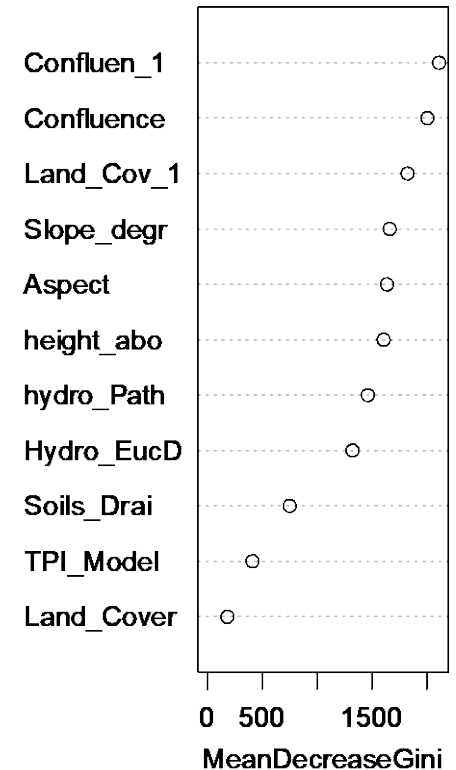 Confluen_1
Confluence
Land_Cov_1
Slope_degr
Aspect
height_abo
hydro_Path
Hydro_EucD
Soils_Drai
TPI_Model
Land_Cover
0 500 1500
MeanDecreaseGini